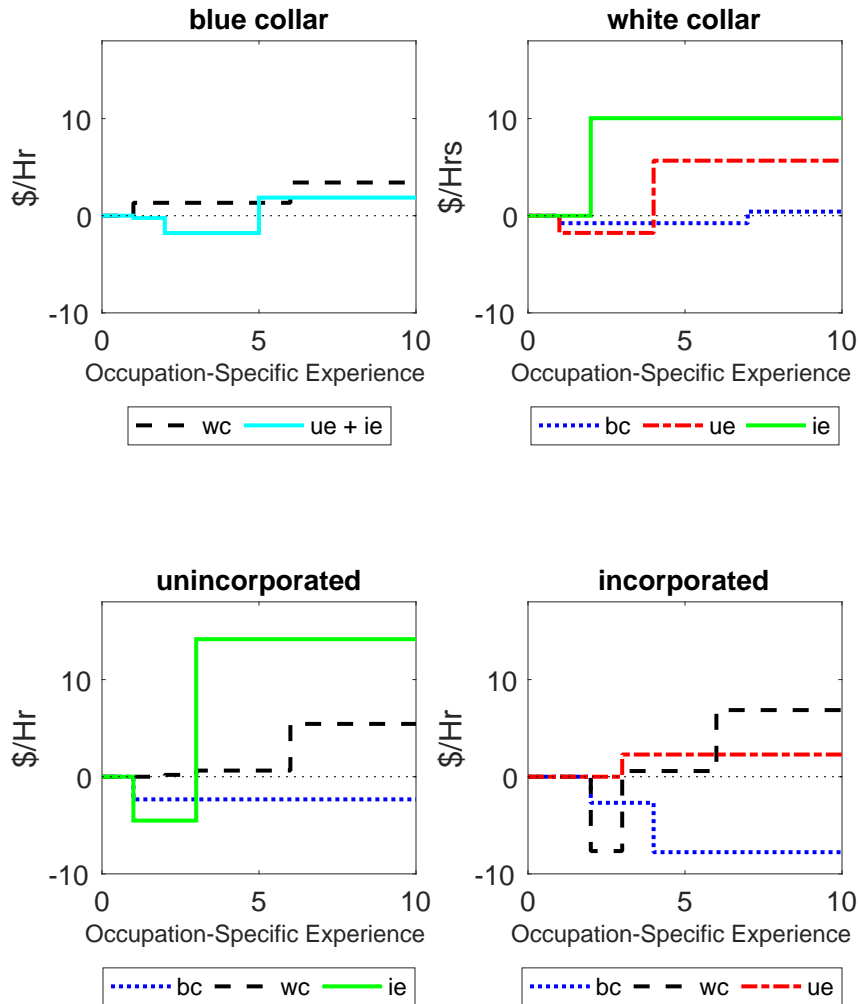 blue collar
$/Hr
10
0
-10
0
5
10
Occupation-Specific Experience
wc
ue + ie
white collar
$/Hrs
10
0
-10
0
5
10
Occupation-Specific Experience
bc
ue
ie
unincorporated
$/Hr
10
0
-10
0
5
10
Occupation-Specific Experience
bc
wc
ie
incorporated
$/Hr
10
0
-10
0
5
10
Occupation-Specific Experience
bc
wc
ue